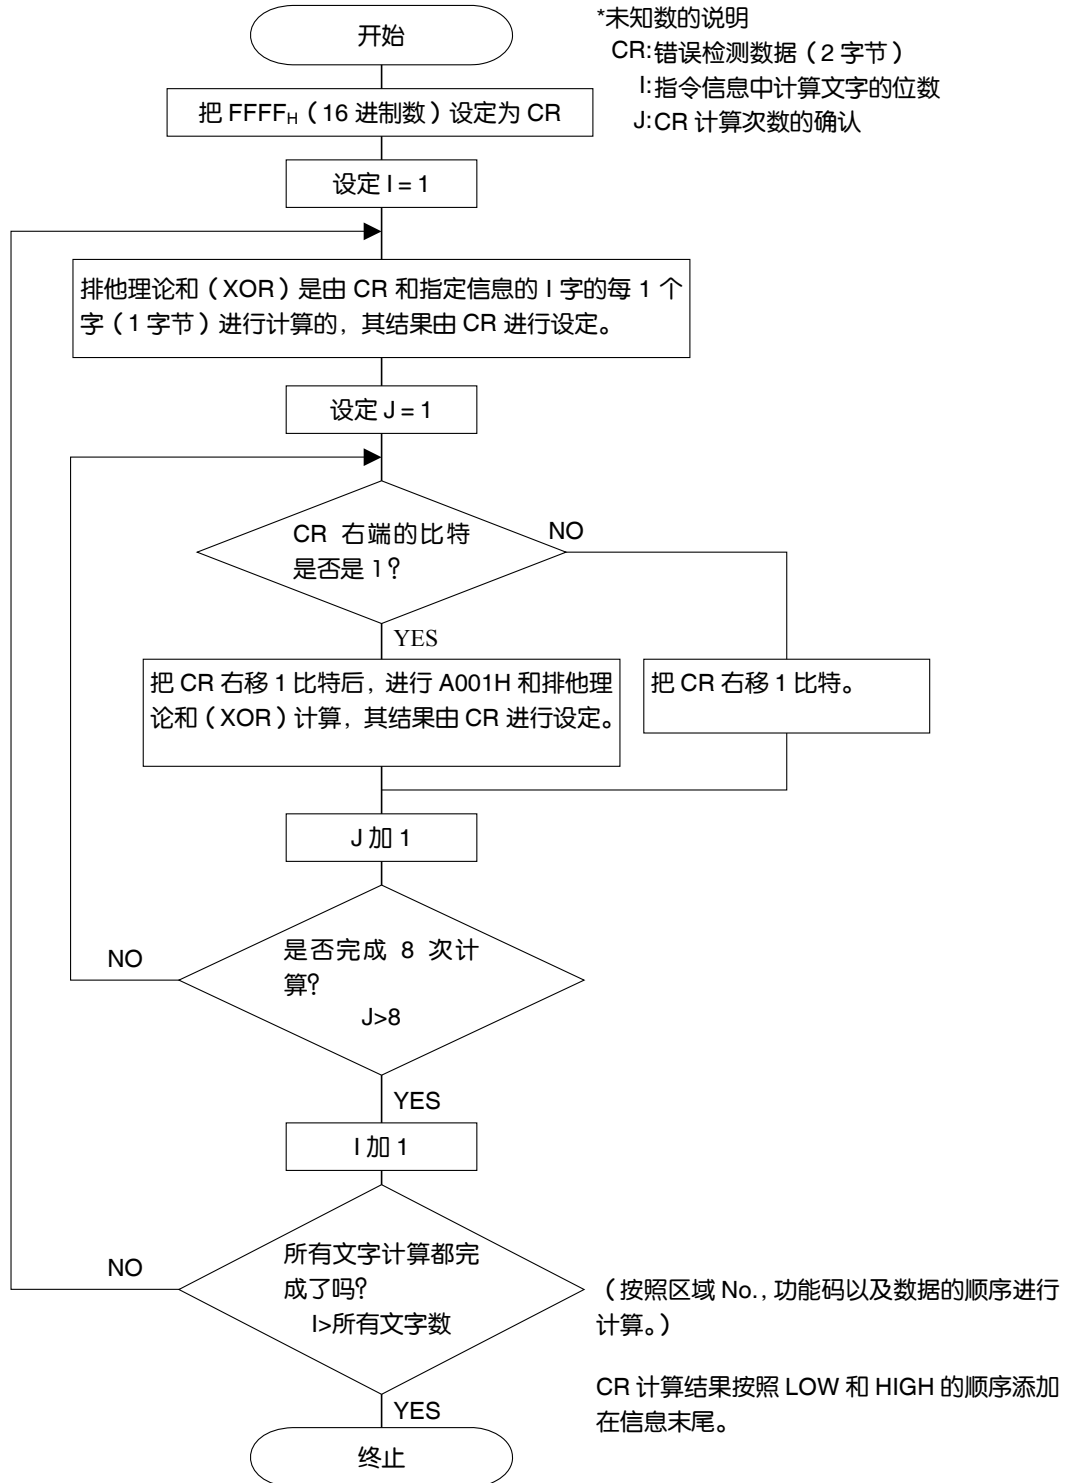 开始
*未知数的说明
CR:错误检测数据（2 字节）
I:指令信息中计算文字的位数
J:CR 计算次数的确认
把 FFFFH（16 进制数）设定为 CR
设定 I = 1
排他理论和（XOR）是由 CR 和指定信息的 I 字的每 1 个
字（1 字节）进行计算的，其结果由 CR 进行设定。
设定 J = 1
CR 右端的比特
是否是 1？
NO
YES
把 CR 右移 1 比特后，进行 A001H 和排他理
论和（XOR）计算，其结果由 CR 进行设定。
把 CR 右移 1 比特。
J 加 1
是否完成 8 次计
算？
J>8
NO
YES
I 加 1
所有文字计算都完
成了吗？
I>所有文字数
NO
（按照区域 No.，功能码以及数据的顺序进行
计算。）
CR 计算结果按照 LOW 和 HIGH 的顺序添加
在信息末尾。
YES
终止